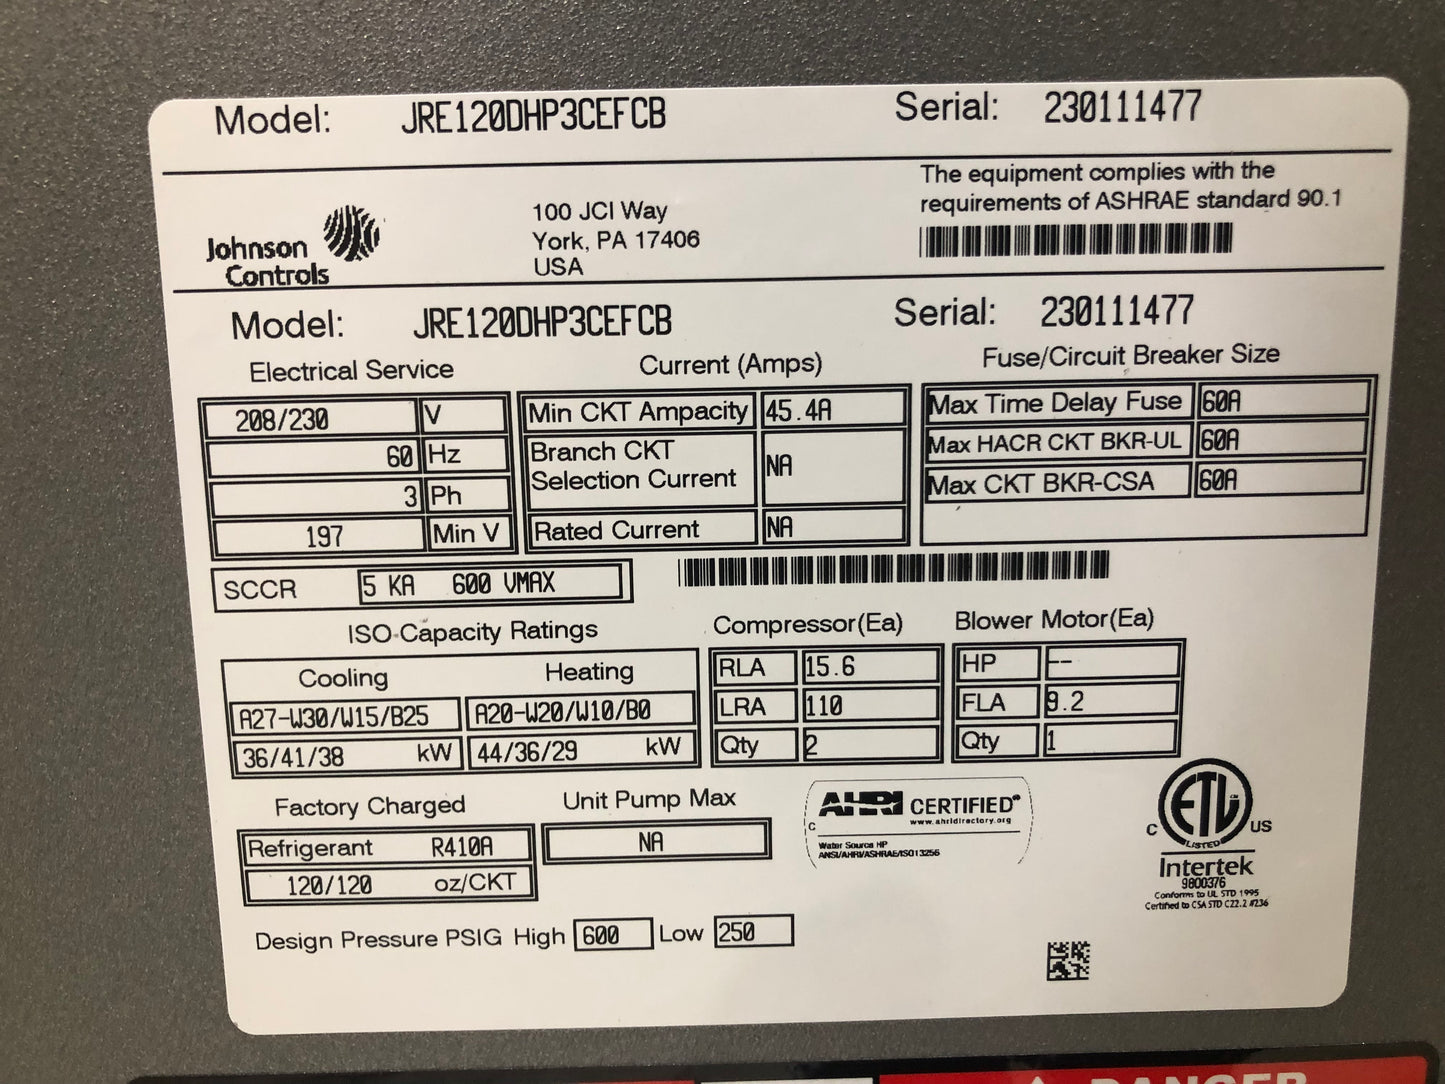 Model: JRE120DHP3CEFCB Serial: 230111477
The equipment complies with the
requirements of ASHRAE standard 90.1
Johnson
Controls
100 JCI Way
York, PA 17406
USA
Model: JRE120DHP3CEFCB Serial: 230111477
Electrical Service
208/230 V
60 Hz
3 Ph
197 Min V
Current (Amps)
Min CKT Ampacity 45.4A
Branch CKT
Selection Current NA
Rated Current NA
Fuse/Circuit Breaker Size
Max Time Delay Fuse 60A
Max HACR CKT BKR-UL 60A
Max CKT BKR-CSA 60A
SCCR 5 KA 600 VMAX
ISO-Capacity Ratings
Cooling Heating
A27-W30/W15/B25 A20-W20/W10/B0
36/41/38 kW 44/36/29 kW
Compressor(Ea)
RLA 15.6
LRA 110
Qty 2
Blower Motor(Ea)
HP --
FLA 9.2
Qty 1
Factory Charged
Refrigerant R410A
120/120 oz/CKT
Unit Pump Max
NA
AHRI CERTIFIED®
www.ahridirectory.org
C
Water Source HP
ANSI/AHRI/ASHRAE/ISO13256
C ETL CM US
LISTED
Intertek
9800376
Conforms to UL STD 1995
Certified to CSA STD C22.2 #236
Design Pressure PSIG High 600 Low 250
DANGER